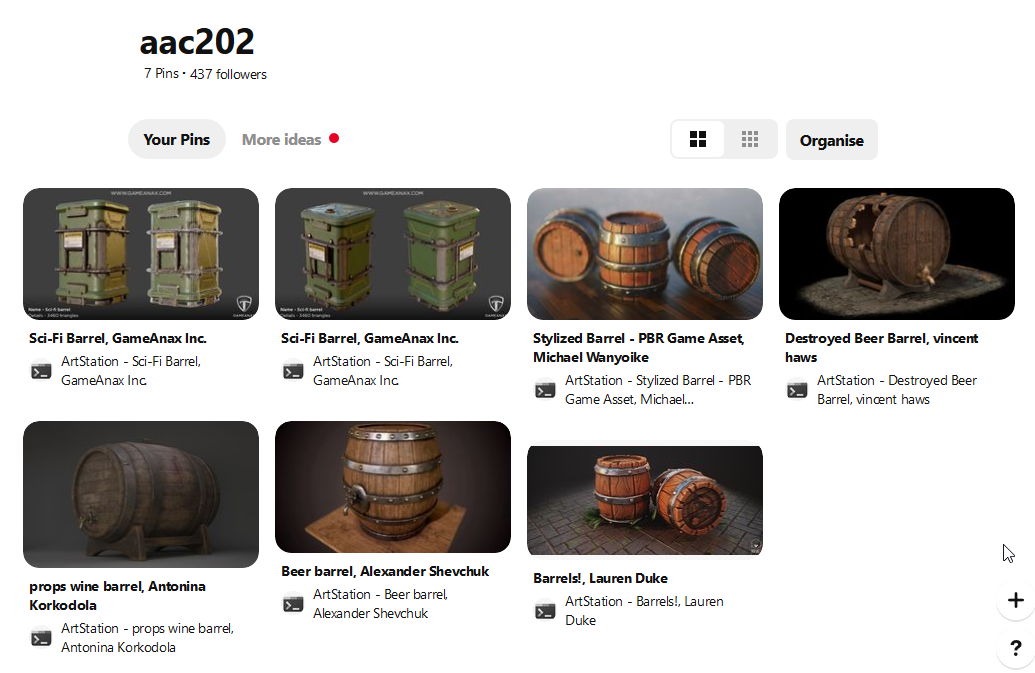 aac202
7 Pins • 437 followers
Your Pins
More ideas
Organise
WWW.GAMEANAX.COM
Name - Sci-fi barrel
Details - 3460 triangles
GAMEANAX
Sci-Fi Barrel, GameAnax Inc.
ArtStation - Sci-Fi Barrel,
GameAnax Inc.
WWW.GAMEANAX.COM
Name - Sci-fi barrel
Details - 3460 triangles
GAMEANAX
Sci-Fi Barrel, GameAnax Inc.
ArtStation - Sci-Fi Barrel,
GameAnax Inc.
Stylized Barrel - PBR Game Asset,
Michael Wanyoike
ArtStation - Stylized Barrel - PBR
Game Asset, Michael...
Destroyed Beer Barrel, vincent
haws
ArtStation - Destroyed Beer
Barrel, vincent haws
props wine barrel, Antonina
Korkodola
ArtStation - props wine barrel,
Antonina Korkodola
Beer barrel, Alexander Shevchuk
ArtStation - Beer barrel,
Alexander Shevchuk
Barrels!, Lauren Duke
ArtStation - Barrels!, Lauren
Duke
+
?